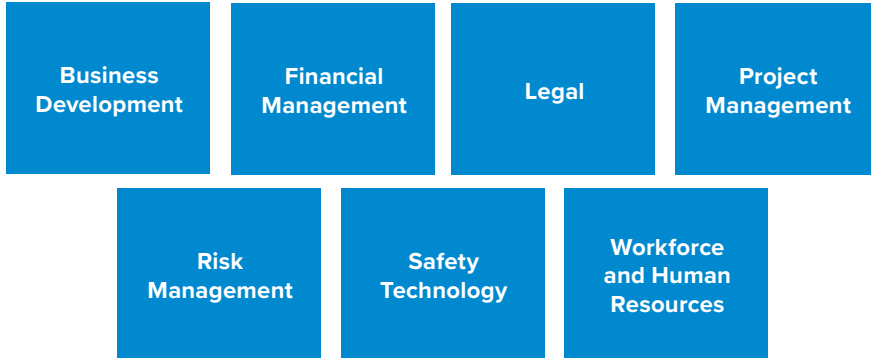 Business
Development
Financial
Management
Legal
Project
Management
Risk
Management
Safety
Technology
Workforce
and Human
Resources